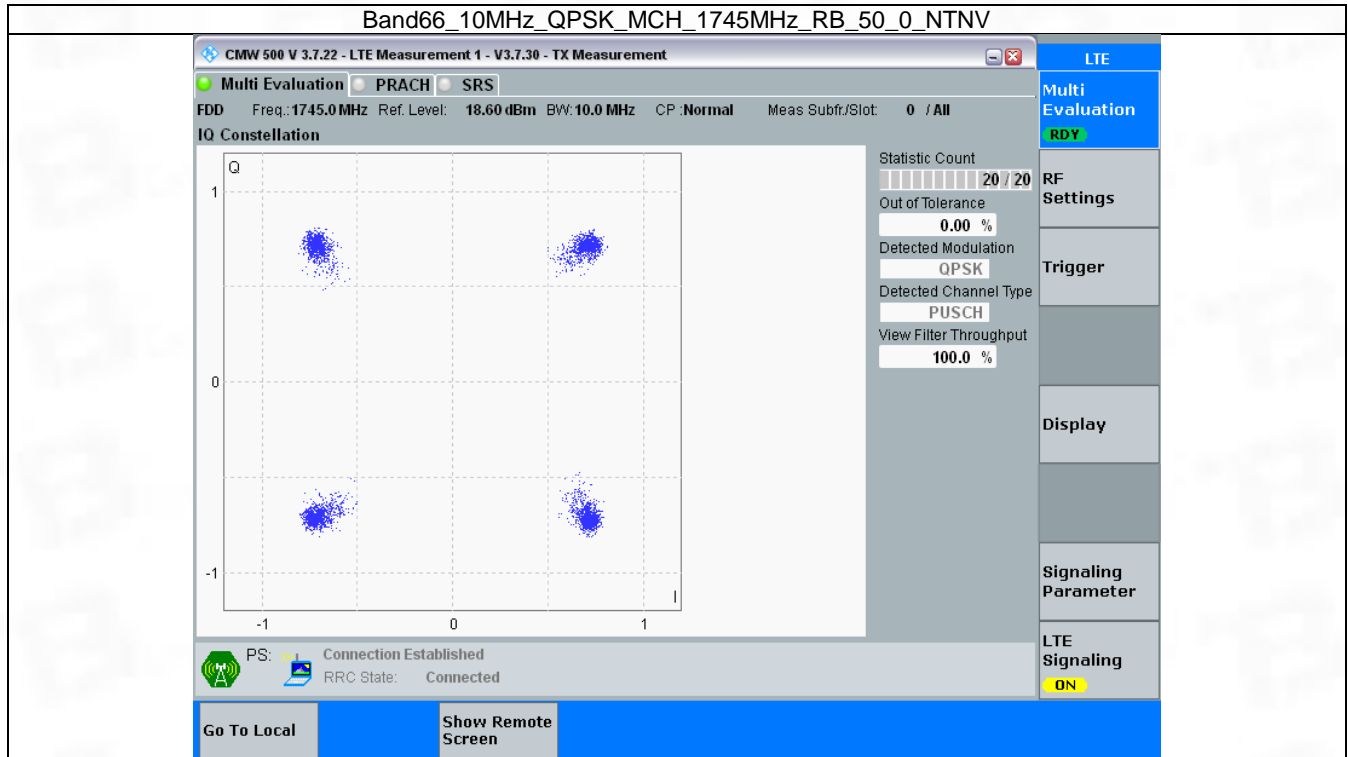 Band66_10MHz_QPSK_MCH_1745MHz_RB_50_0_NTNV
CMW 500 V 3.7.22 - LTE Measurement 1 - V3.7.30 - TX Measurement
LTE
Multi Evaluation PRACH SRS
Multi
Evaluation
RDY
FDD Freq.:1745.0 MHz Ref. Level: 18.60 dBm BW:10.0 MHz CP :Normal Meas Subfr./Slot: 0 / All
IQ Constellation
Q
1
0
-1
I
-1 0 1
Statistic Count
20 / 20
Out of Tolerance
0.00 %
Detected Modulation
QPSK
Detected Channel Type
PUSCH
View Filter Throughput
100.0 %
RF
Settings
Trigger
Display
Signaling
Parameter
LTE
Signaling
ON
PS: Connection Established
RRC State: Connected
Go To Local
Show Remote
Screen